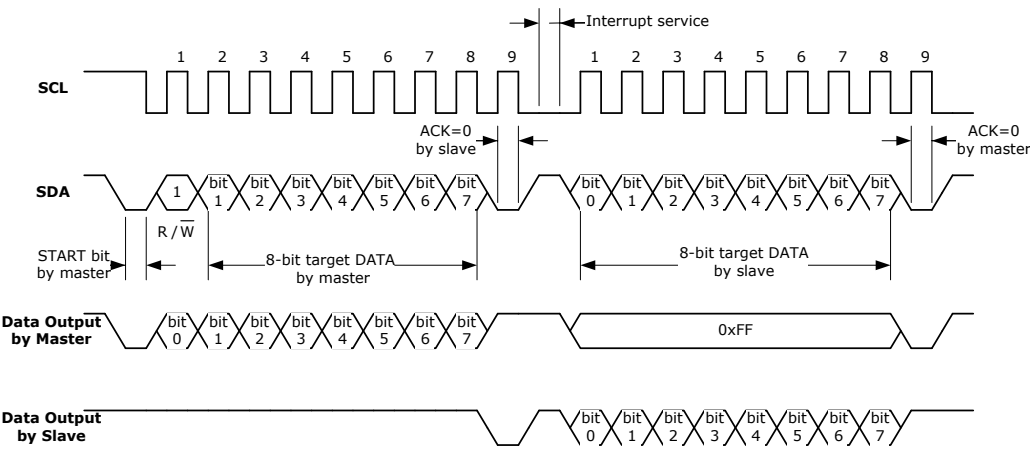 Interrupt service
1 2 3 4 5 6 7 8 9 1 2 3 4 5 6 7 8 9
SCL
ACK=0
by slave
ACK=0
by master
SDA
1 bit bit bit bit bit bit bit bit bit bit bit bit bit bit bit
1 2 3 4 5 6 7 0 1 2 3 4 5 6 7
R / W
START bit
by master
8-bit target DATA
by master
8-bit target DATA
by slave
Data Output
by Master
bit bit bit bit bit bit bit bit
0 1 2 3 4 5 6 7
0xFF
Data Output
by Slave
bit bit bit bit bit bit bit bit
0 1 2 3 4 5 6 7